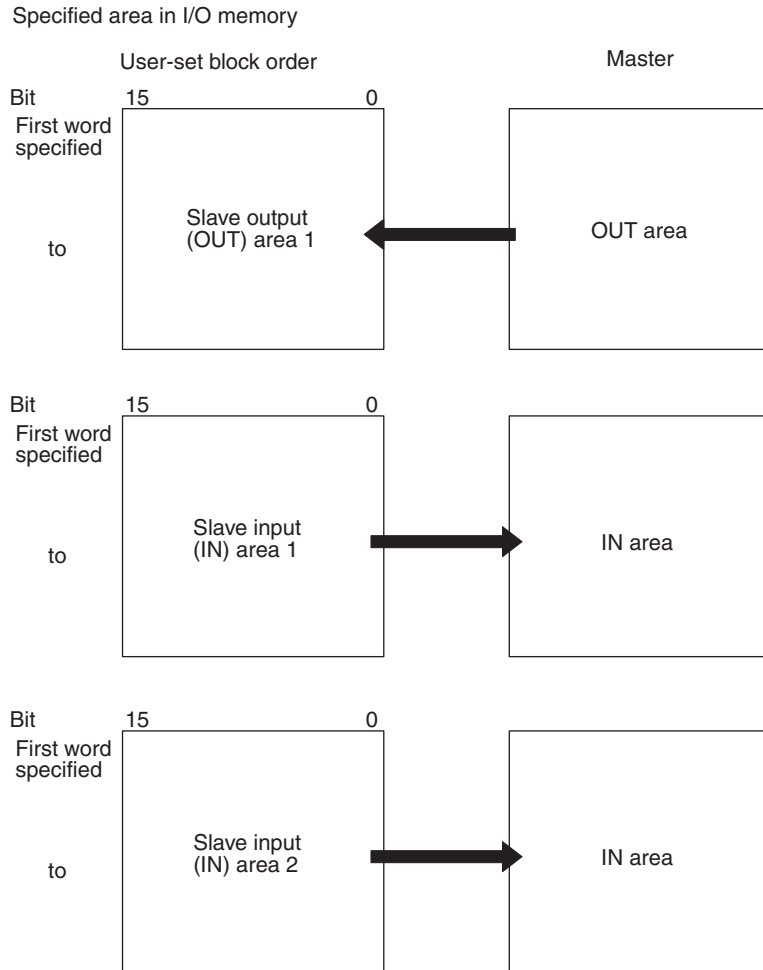 Specified area in I/O memory
User-set block order
Master
Bit
15
0
First word
specified
to
Slave output
(OUT) area 1
OUT area
Bit
15
0
First word
specified
to
Slave input
(IN) area 1
IN area
Bit
15
0
First word
specified
to
Slave input
(IN) area 2
IN area